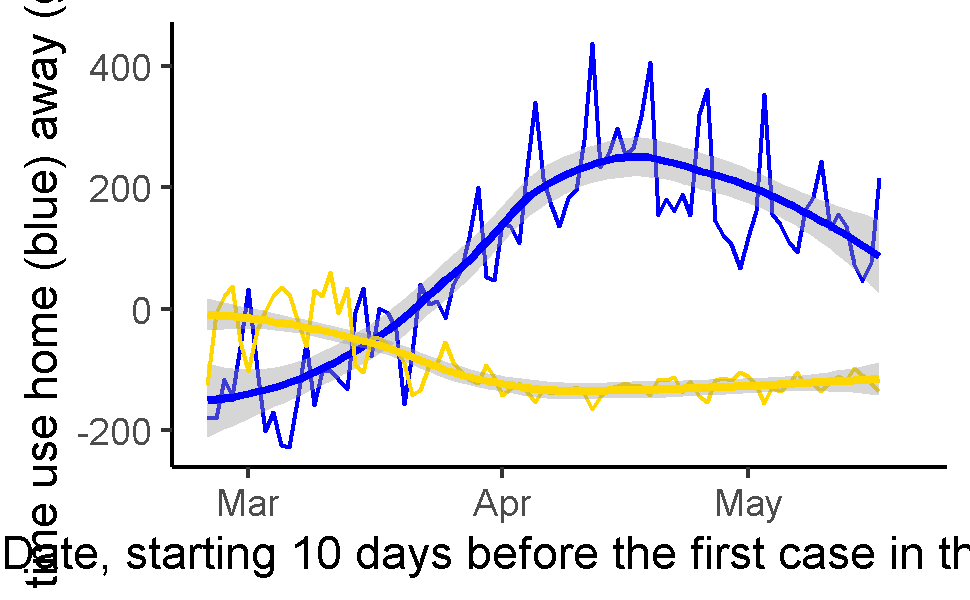 time use home (blue) away (
400
200
0
-200
Mar Apr May
Date, starting 10 days before the first case in th